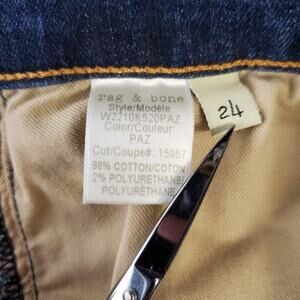 rag & bone
Style/Modèle
W2210K520PAZ
Color/Couleur
PAZ
Cut/Coupe#: 15957
98% COTTON/COTON
2% POLYURETHANE/
POLYURÉTHANE
24